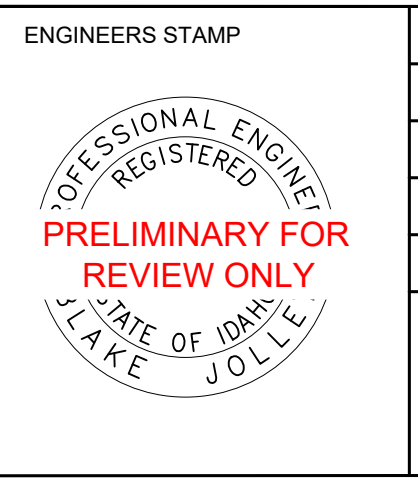 ENGINEERS STAMP
PROFESSIONAL ENGINEER
REGISTERED
PRELIMINARY FOR
REVIEW ONLY
STATE OF IDAHO
BLAKE JOLLEY